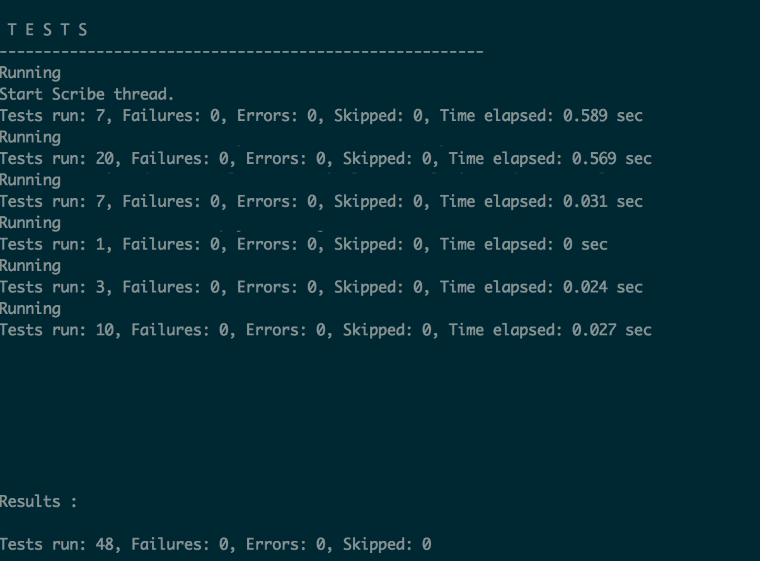 T E S T S
-------------------------------------------------------
Running
Start Scribe thread.
Tests run: 7, Failures: 0, Errors: 0, Skipped: 0, Time elapsed: 0.589 sec
Running
Tests run: 20, Failures: 0, Errors: 0, Skipped: 0, Time elapsed: 0.569 sec
Running
Tests run: 7, Failures: 0, Errors: 0, Skipped: 0, Time elapsed: 0.031 sec
Running
Tests run: 1, Failures: 0, Errors: 0, Skipped: 0, Time elapsed: 0 sec
Running
Tests run: 3, Failures: 0, Errors: 0, Skipped: 0, Time elapsed: 0.024 sec
Running
Tests run: 10, Failures: 0, Errors: 0, Skipped: 0, Time elapsed: 0.027 sec
Results :
Tests run: 48, Failures: 0, Errors: 0, Skipped: 0